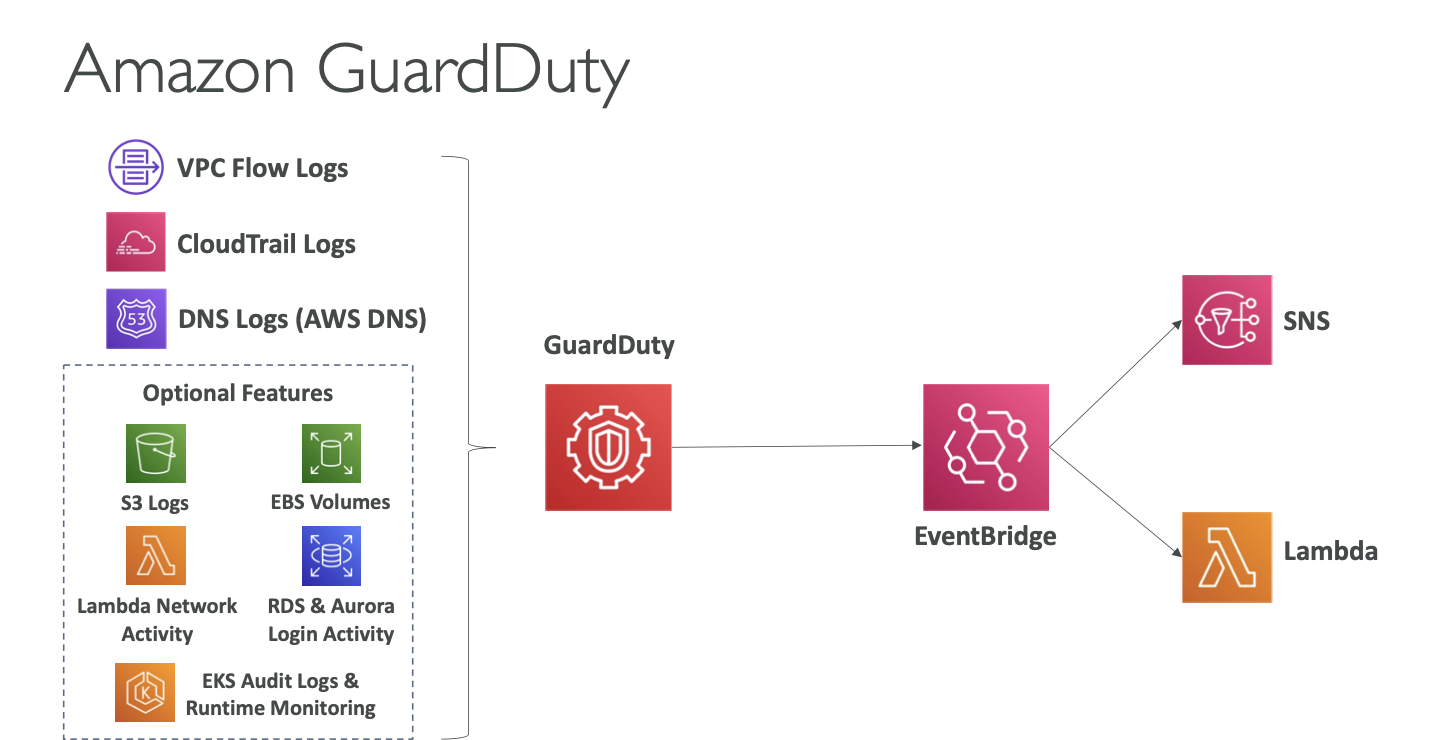 Amazon GuardDuty
VPC Flow Logs
CloudTrail Logs
53
DNS Logs (AWS DNS)
Optional Features
S3 Logs
EBS Volumes
Lambda Network
Activity
RDS & Aurora
Login Activity
K
EKS Audit Logs &
Runtime Monitoring
GuardDuty
EventBridge
SNS
Lambda